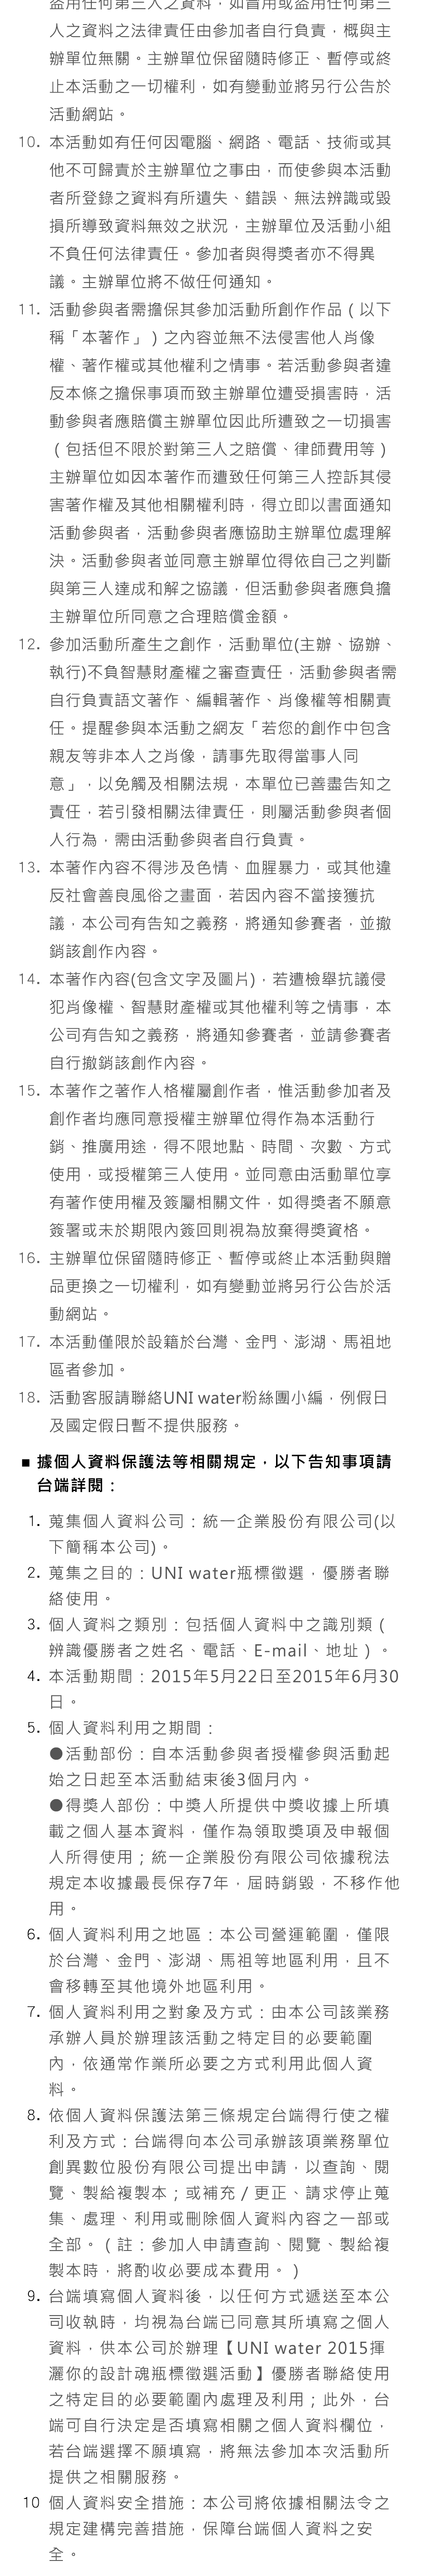 盜用任何第三人之資料，如冒用或盜用任何第三
人之資料之法律責任由參加者自行負責，概與主
辦單位無關。主辦單位保留隨時修正、暫停或終
止本活動之一切權利，如有變動並將另行公告於
活動網站。
10. 本活動如有任何因電腦、網路、電話、技術或其
他不可歸責於主辦單位之事由，而使參與本活動
者所登錄之資料有所遺失、錯誤、無法辨識或毀
損所導致資料無效之狀況，主辦單位及活動小組
不負任何法律責任。參加者與得獎者亦不得異
議。主辦單位將不做任何通知。
11. 活動參與者需擔保其參加活動所創作作品（以下
稱「本著作」）之內容並無不法侵害他人肖像
權、著作權或其他權利之情事。若活動參與者違
反本條之擔保事項而致主辦單位遭受損害時，活
動參與者應賠償主辦單位因此所遭致之一切損害
（包括但不限於對第三人之賠償、律師費用等）
主辦單位如因本著作而遭致任何第三人控訴其侵
害著作權及其他相關權利時，得立即以書面通知
活動參與者，活動參與者應協助主辦單位處理解
決。活動參與者並同意主辦單位得依自己之判斷
與第三人達成和解之協議，但活動參與者應負擔
主辦單位所同意之合理賠償金額。
12. 參加活動所產生之創作，活動單位(主辦、協辦、
執行)不負智慧財產權之審查責任，活動參與者需
自行負責語文著作、編輯著作、肖像權等相關責
任。提醒參與本活動之網友「若您的創作中包含
親友等非本人之肖像，請事先取得當事人同
意」，以免觸及相關法規，本單位已善盡告知之
責任，若引發相關法律責任，則屬活動參與者個
人行為，需由活動參與者自行負責。
13. 本著作內容不得涉及色情、血腥暴力，或其他違
反社會善良風俗之畫面，若因內容不當接獲抗
議，本公司有告知之義務，將通知參賽者，並撤
銷該創作內容。
14. 本著作內容(包含文字及圖片)，若遭檢舉抗議侵
犯肖像權、智慧財產權或其他權利等之情事，本
公司有告知之義務，將通知參賽者，並請參賽者
自行撤銷該創作內容。
15. 本著作之著作人格權屬創作者，惟活動參加者及
創作者均應同意授權主辦單位得作為本活動行
銷、推廣用途，得不限地點、時間、次數、方式
使用，或授權第三人使用。並同意由活動單位享
有著作使用權及簽屬相關文件，如得獎者不願意
簽署或未於期限內簽回則視為放棄得獎資格。
16. 主辦單位保留隨時修正、暫停或終止本活動與贈
品更換之一切權利，如有變動並將另行公告於活
動網站。
17. 本活動僅限於設籍於台灣、金門、澎湖、馬祖地
區者參加。
18. 活動客服請聯絡UNI water粉絲團小編，例假日
及國定假日暫不提供服務。
■ 據個人資料保護法等相關規定，以下告知事項請
台端詳閱：
1. 蒐集個人資料公司：統一企業股份有限公司(以
下簡稱本公司)。
2. 蒐集之目的：UNI water瓶標徵選，優勝者聯
絡使用。
3. 個人資料之類別：包括個人資料中之識別類（
辨識優勝者之姓名、電話、E-mail、地址）。
4. 本活動期間：2015年5月22日至2015年6月30
日。
5. 個人資料利用之期間：
●活動部份：自本活動參與者授權參與活動起
始之日起至本活動結束後3個月內。
●得獎人部份：中獎人所提供中獎收據上所填
載之個人基本資料，僅作為領取獎項及申報個
人所得使用；統一企業股份有限公司依據稅法
規定本收據最長保存7年，屆時銷毀，不移作他
用。
6. 個人資料利用之地區：本公司營運範圍，僅限
於台灣、金門、澎湖、馬祖等地區利用，且不
會移轉至其他境外地區利用。
7. 個人資料利用之對象及方式：由本公司該業務
承辦人員於辦理該活動之特定目的必要範圍
內，依通常作業所必要之方式利用此個人資
料。
8. 依個人資料保護法第三條規定台端得行使之權
利及方式：台端得向本公司承辦該項業務單位
創異數位股份有限公司提出申請，以查詢、閱
覽、製給複製本；或補充／更正、請求停止蒐
集、處理、利用或刪除個人資料內容之一部或
全部。（註：參加人申請查詢、閱覽、製給複
製本時，將酌收必要成本費用。）
9. 台端填寫個人資料後，以任何方式遞送至本公
司收執時，均視為台端已同意其所填寫之個人
資料，供本公司於辦理【UNI water 2015揮
灑你的設計魂瓶標徵選活動】優勝者聯絡使用
之特定目的必要範圍內處理及利用；此外，台
端可自行決定是否填寫相關之個人資料欄位，
若台端選擇不願填寫，將無法參加本次活動所
提供之相關服務。
10 個人資料安全措施：本公司將依據相關法令之
規定建構完善措施，保障台端個人資料之安
全。